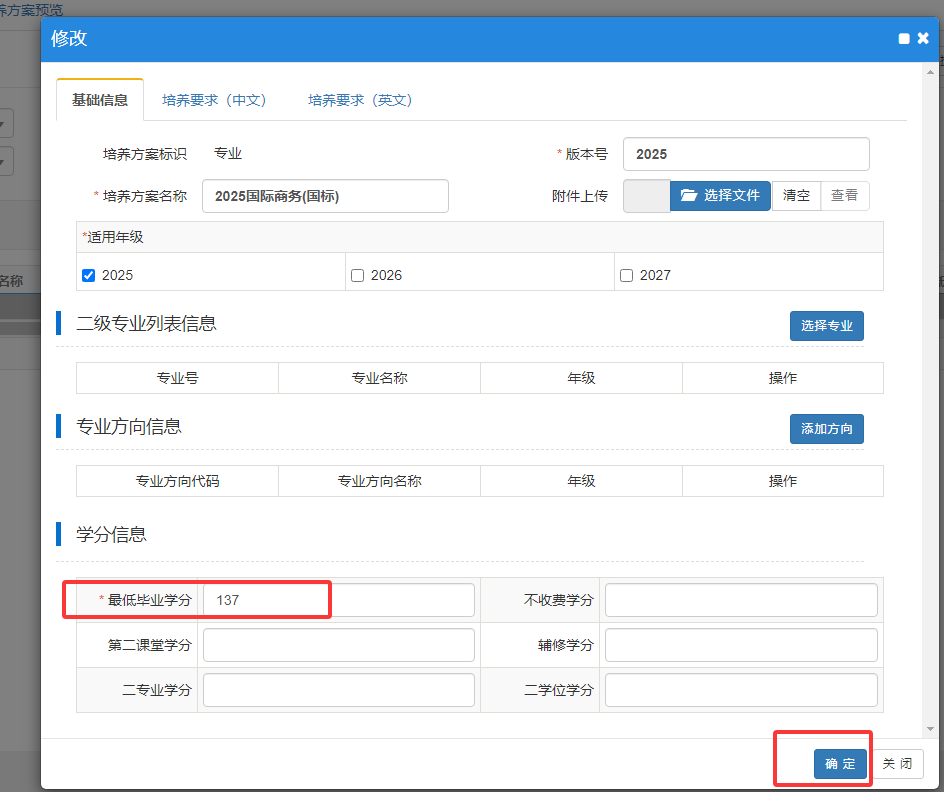 养方案预览
修改
基础信息 培养要求（中文） 培养要求（英文）
培养方案标识 专业 * 版本号 2025
* 培养方案名称 2025国际商务(国标) 附件上传 选择文件 清空 查看
*适用年级
2025 2026 2027
名称
二级专业列表信息 选择专业
专业号 专业名称 年级 操作
专业方向信息 添加方向
专业方向代码 专业方向名称 年级 操作
学分信息
* 最低毕业学分 137 不收费学分
第二课堂学分 辅修学分
二专业学分 二学位学分
确 定 关 闭